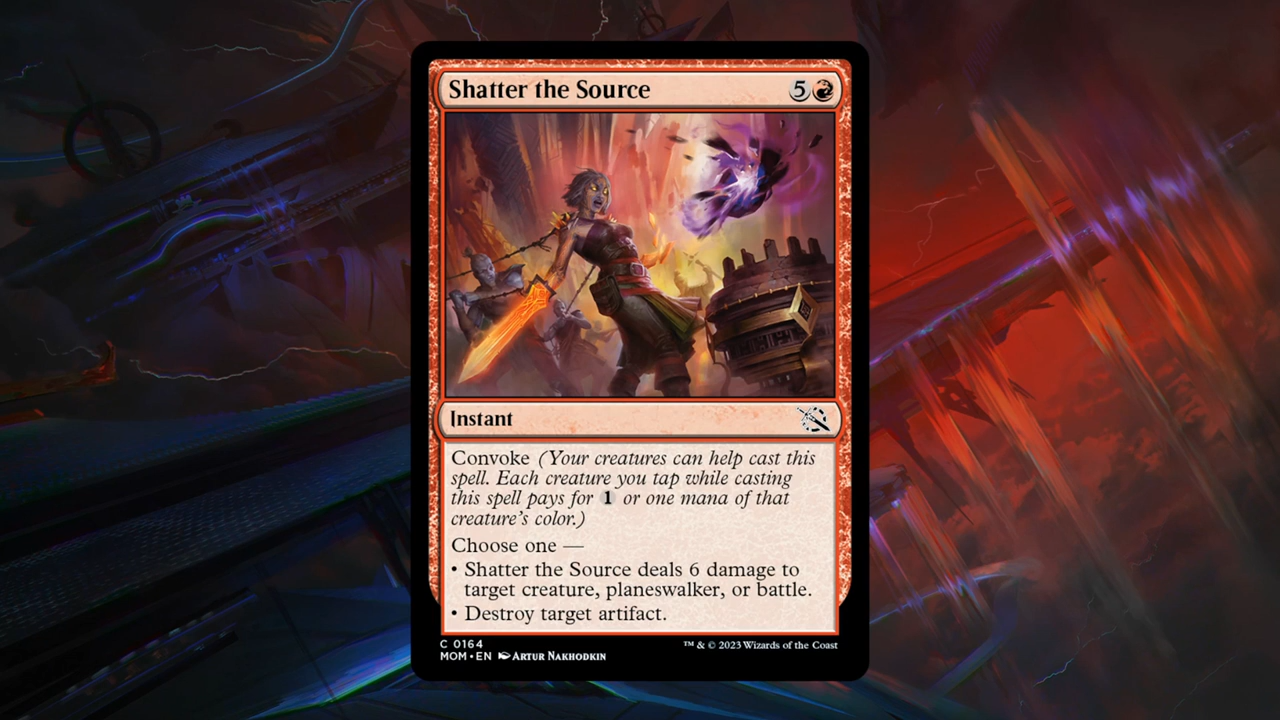 Shatter the Source 5
Instant
Convoke (Your creatures can help cast this
spell. Each creature you tap while casting
this spell pays for 1 or one mana of that
creature's color.)
Choose one —
• Shatter the Source deals 6 damage to
target creature, planeswalker, or battle.
• Destroy target artifact.
C 0164
MOM • EN ARTUR NAKHODKIN
™ & © 2023 Wizards of the Coast